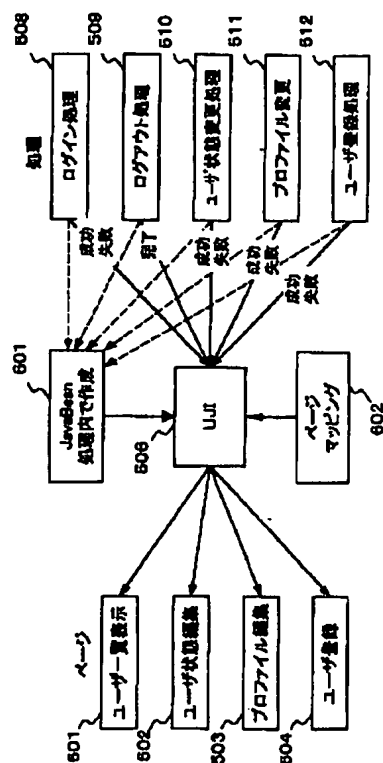 ページ
501
ユーザ一覧表示
502
ユーザ状態編集
503
プロファイル編集
504
ユーザ登録
601
JavaBean
処理内で作成
506
UJI
ページ
マッピング
602
成功
失敗
完了
成功
失敗
成功
失敗
成功
失敗
処理
508
ログイン処理
509
ログアウト処理
510
ユーザ状態変更処理
511
プロファイル変更
512
ユーザ登録処理